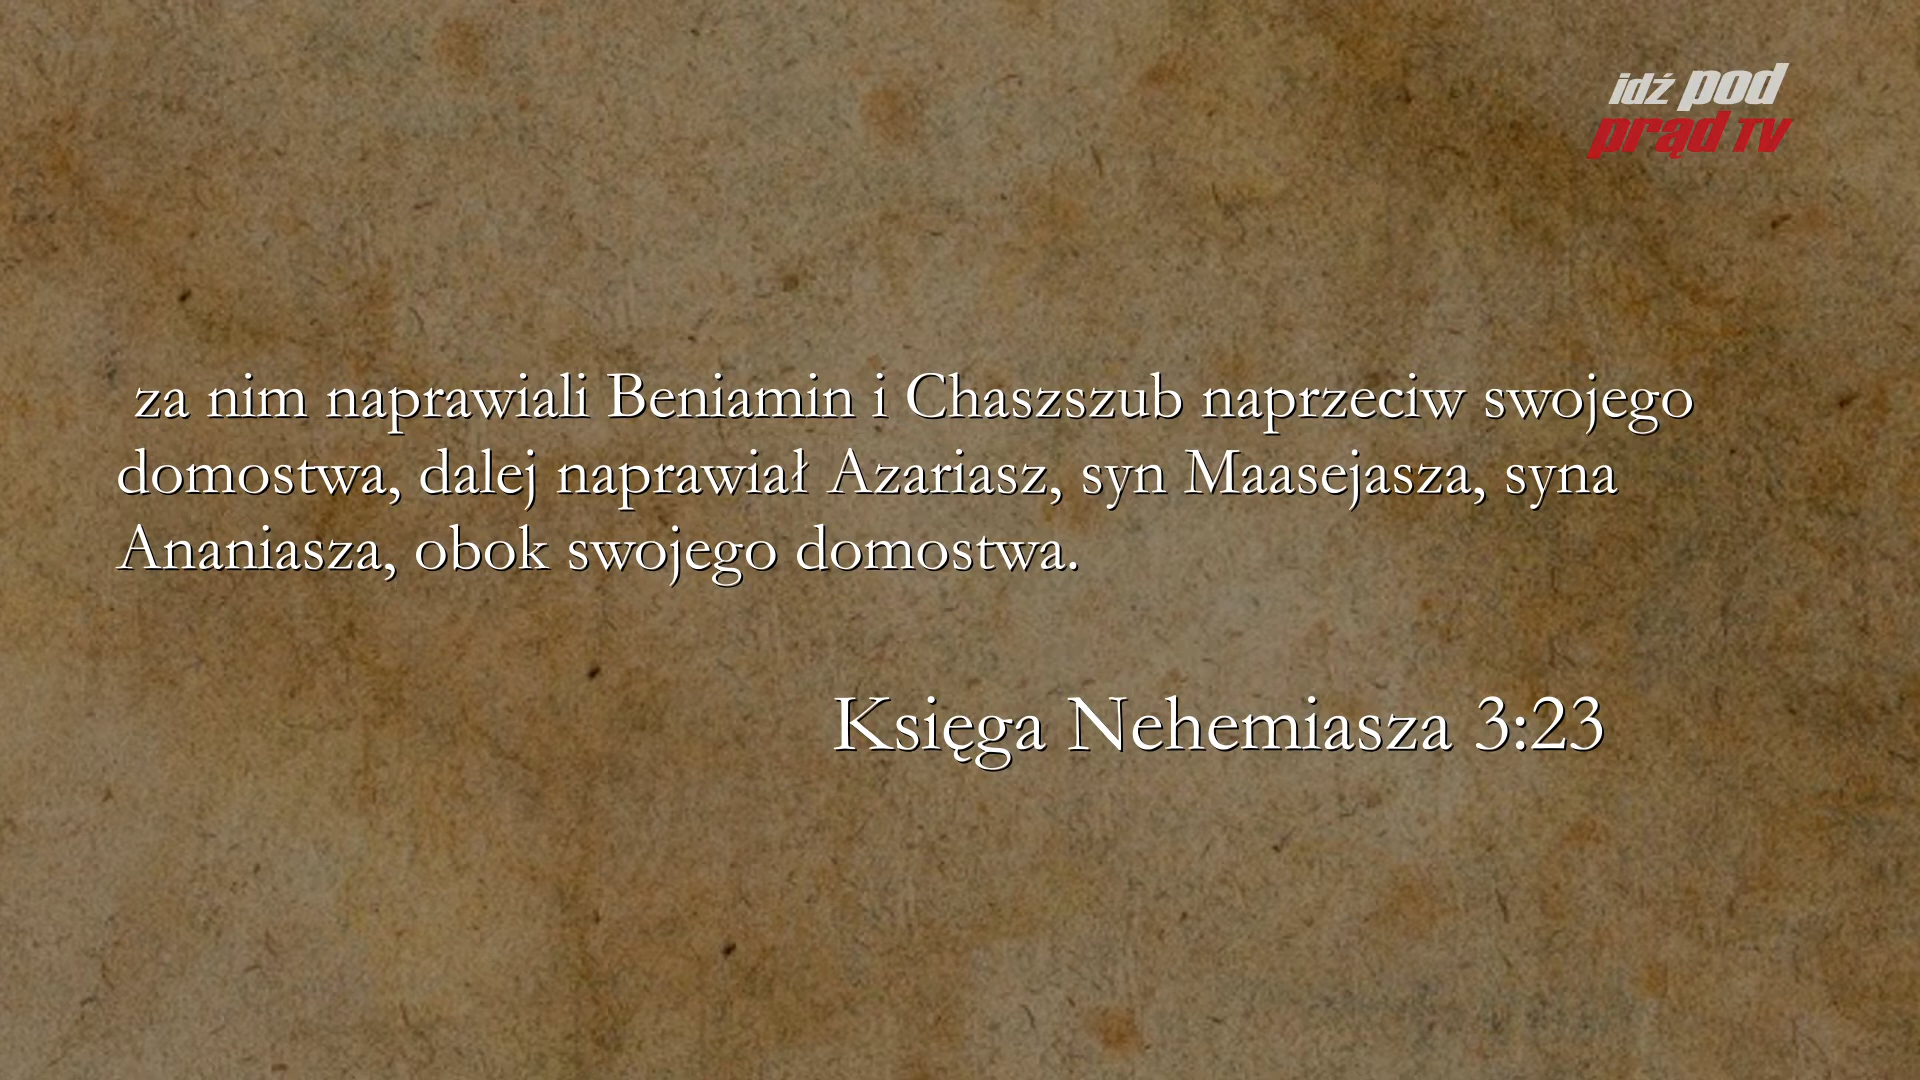 idź pod
prąd TV
za nim naprawiali Beniamin i Chaszszub naprzeciw swojego
domostwa, dalej naprawiał Azariasz, syn Maasejasza, syna
Ananiasza, obok swojego domostwa.
Księga Nehemiasza 3:23